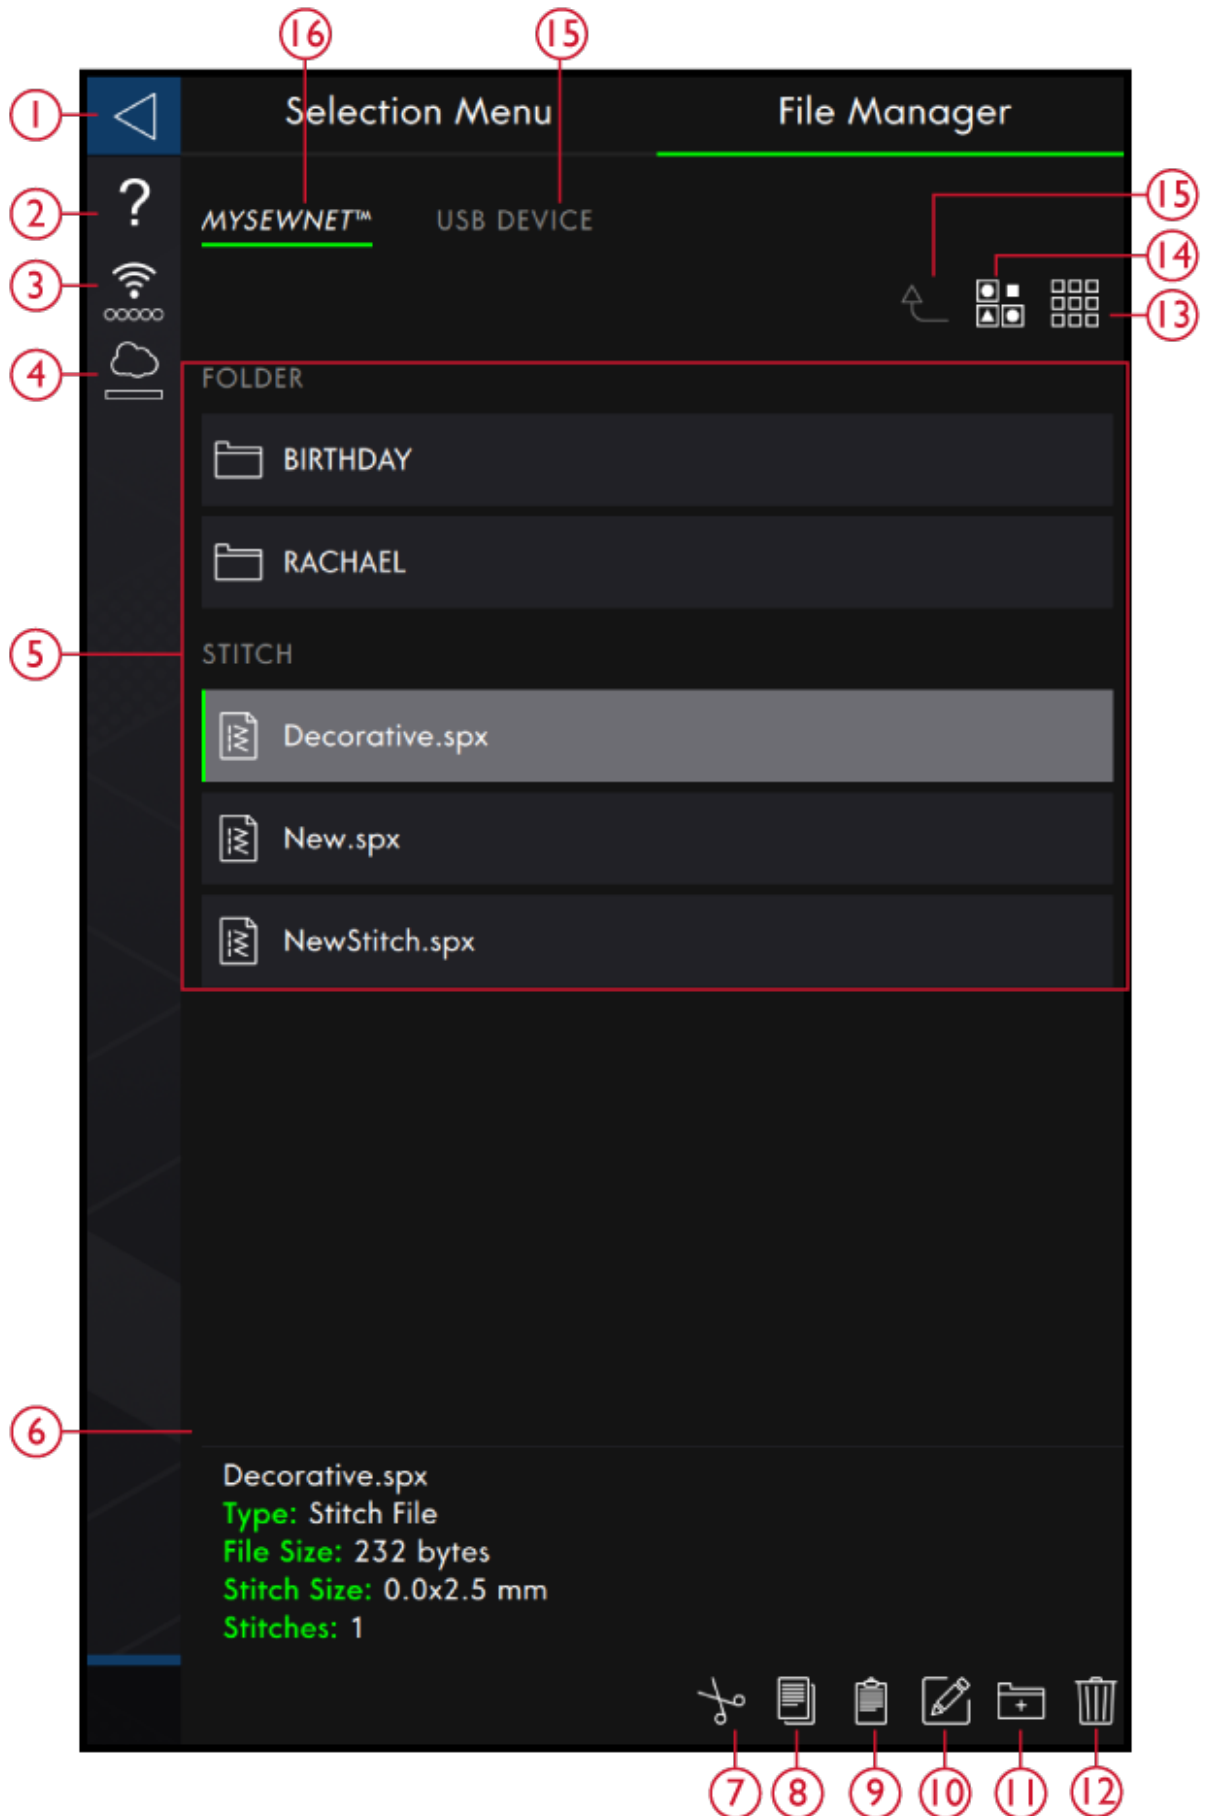 16 15
1 Selection Menu File Manager
2 ? MYSEWNET™ USB DEVICE 15
14
3 13
4 FOLDER
BIRTHDAY
RACHAEL
5 STITCH
Decorative.spx
New.spx
NewStitch.spx
6
Decorative.spx
Type: Stitch File
File Size: 232 bytes
Stitch Size: 0.0x2.5 mm
Stitches: 1
7 8 9 10 11 12